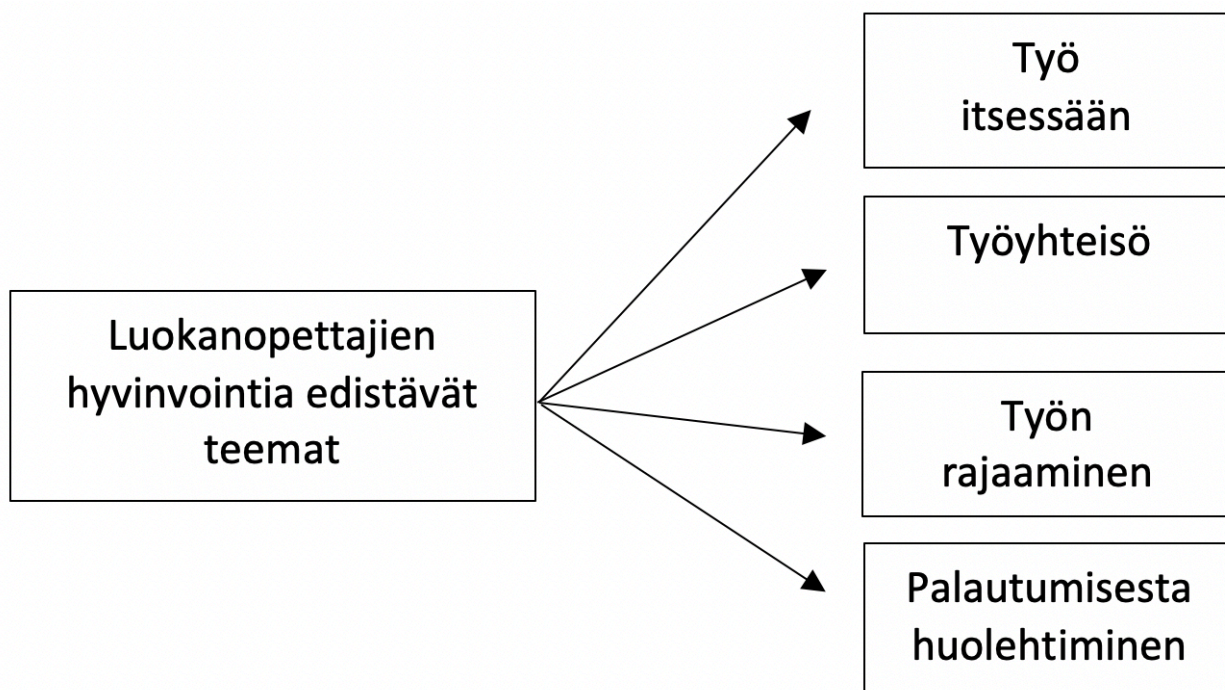 Luokanopettajien
hyvinvointia edistävät
teemat
Työ
itsessään
Työyhteisö
Työn
rajaaminen
Palautumisesta
huolehtiminen